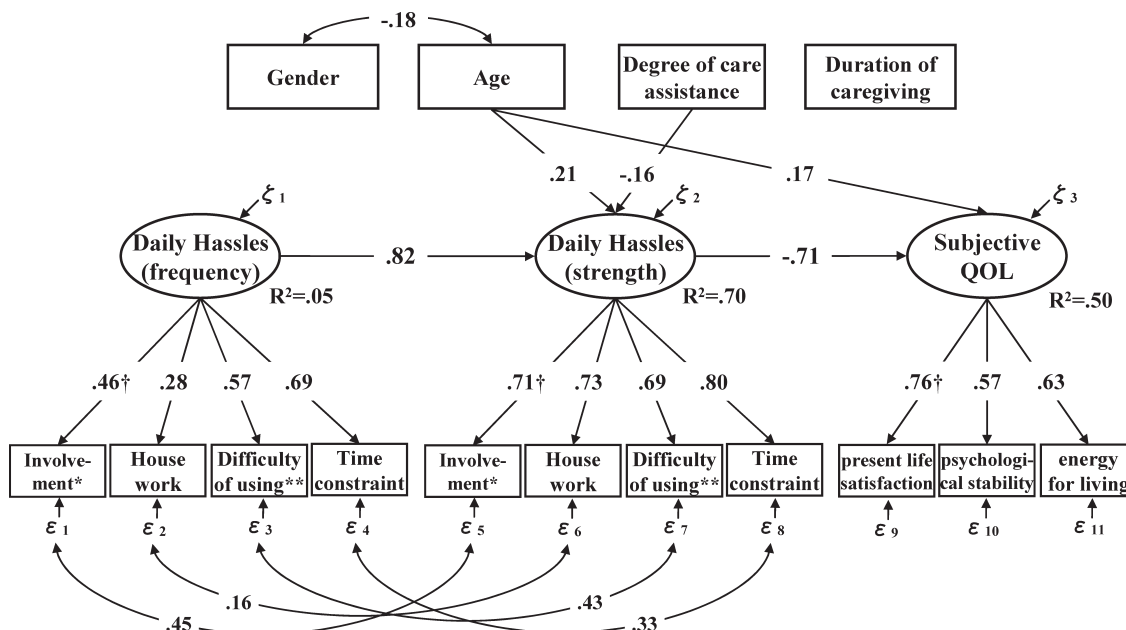 -.18
Gender
Age
Degree of care
assistance
Duration of
caregiving
.21
-.16
.17
ζ 1
ζ 2
ζ 3
Daily Hassles
(frequency)
.82
Daily Hassles
(strength)
-.71
Subjective
QOL
R²=.05
R²=.70
R²=.50
.46†
.28
.57
.69
.71†
.73
.69
.80
.76†
.57
.63
Involve-
ment*
House
work
Difficulty
of using**
Time
constraint
Involve-
ment*
House
work
Difficulty
of using**
Time
constraint
present life
satisfaction
psychologi-
cal stability
energy
for living
ε 1
ε 2
ε 3
ε 4
ε 5
ε 6
ε 7
ε 8
ε 9
ε 10
ε 11
.16
.43
.45
.33